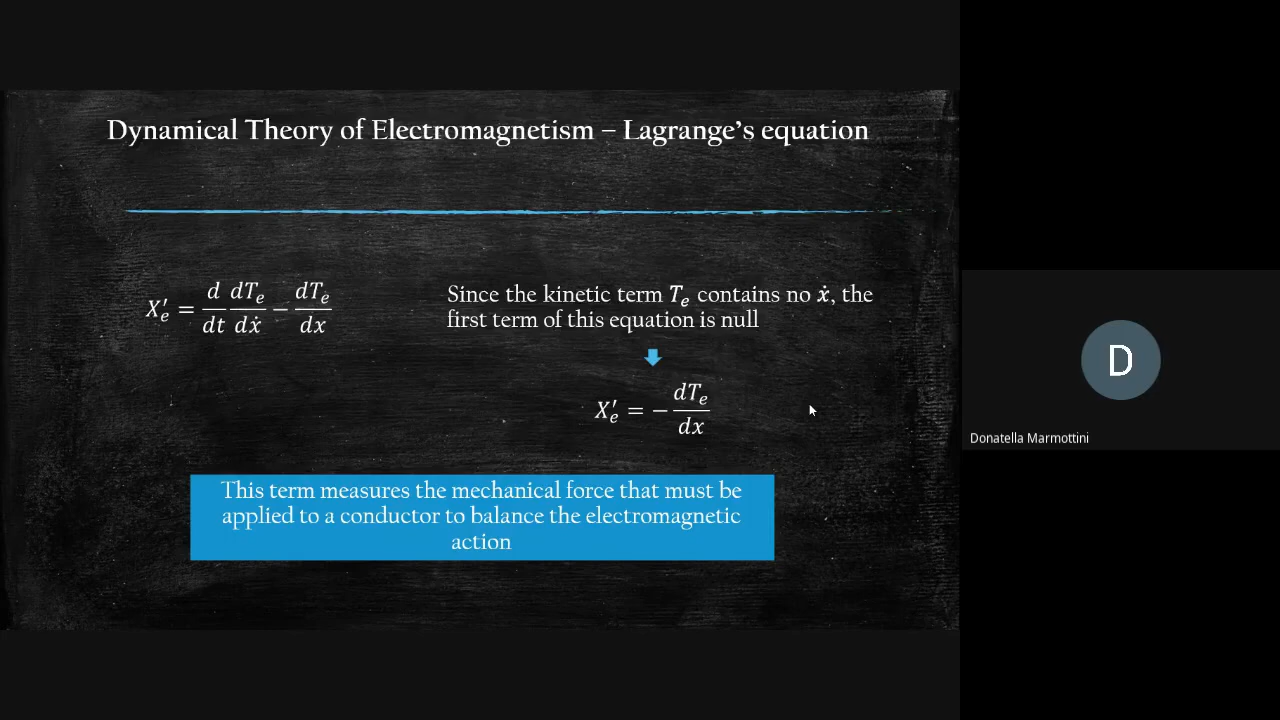 Dynamical Theory of Electromagnetism – Lagrange's equation
X′ₑ = d/dt dTₑ/dẋ − dTₑ/dx
Since the kinetic term Tₑ contains no ẋ, the
first term of this equation is null
X′ₑ = − dTₑ/dx
This term measures the mechanical force that must be
applied to a conductor to balance the electromagnetic
action
D
Donatella Marmottini